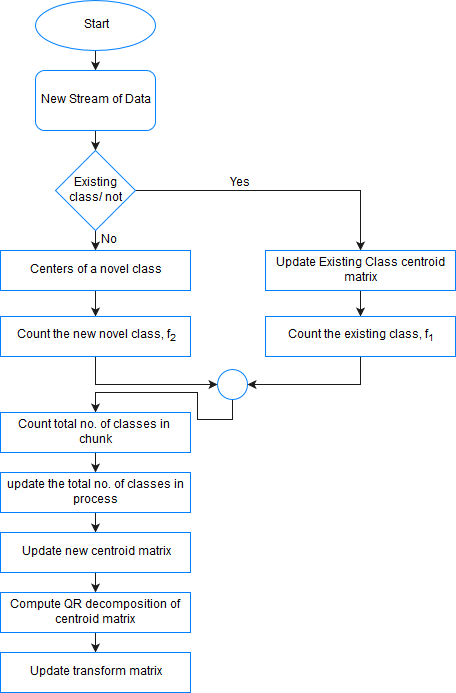 Start
New Stream of Data
Existing
class/ not
Yes
No
Centers of a novel class
Update Existing Class centroid
matrix
Count the new novel class, f2
Count the existing class, f1
Count total no. of classes in
chunk
update the total no. of classes in
process
Update new centroid matrix
Compute QR decomposition of
centroid matrix
Update transform matrix